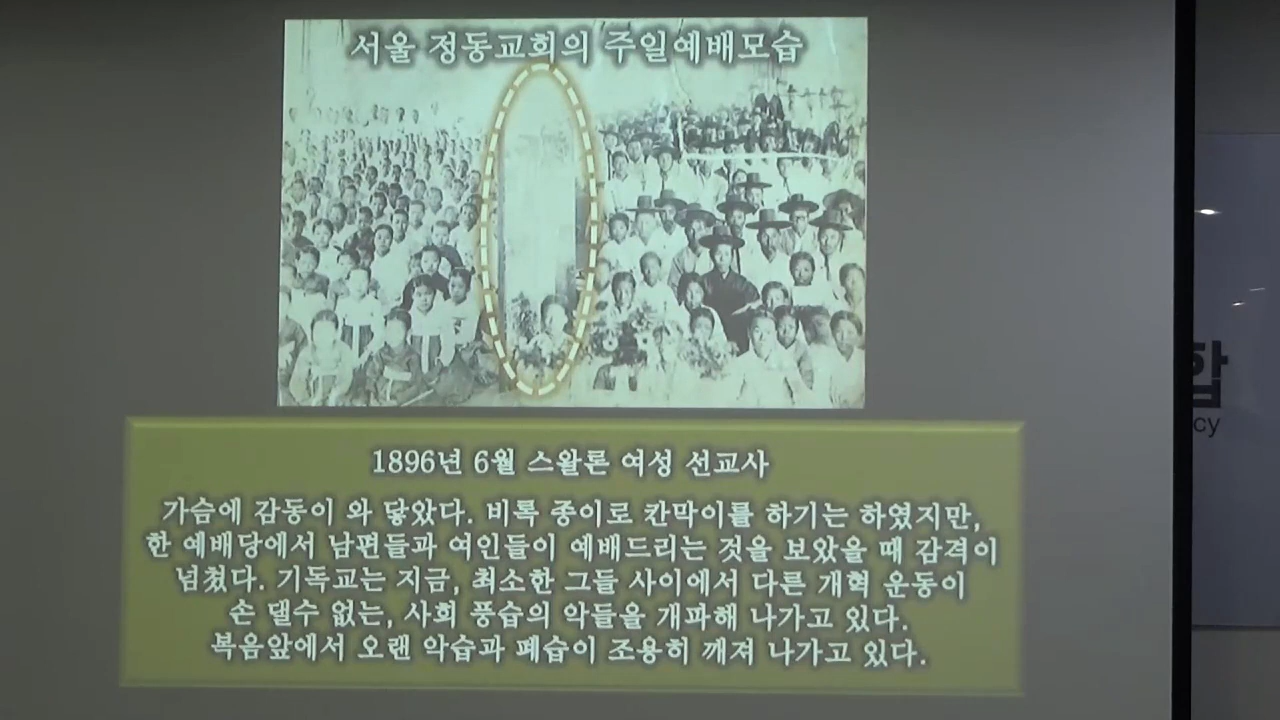 서울 정동교회의 주일예배모습
1896년 6월 스왈론 여성 선교사
가슴에 감동이 와 닿았다. 비록 종이로 칸막이를 하기는 하였지만,
한 예배당에서 남편들과 여인들이 예배드리는 것을 보았을 때 감격이
넘쳤다. 기독교는 지금, 최소한 그들 사이에서 다른 개혁 운동이
손 댈수 없는, 사회 풍습의 악들을 개파해 나가고 있다.
복음앞에서 오랜 악습과 폐습이 조용히 깨져 나가고 있다.
합
cy